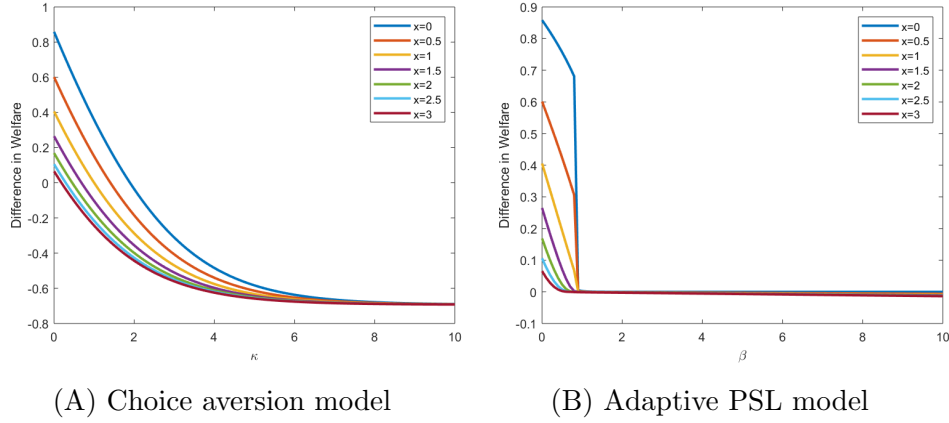 1
0.8
0.6
0.4
0.2
0
-0.2
-0.4
-0.6
-0.8
Difference in Welfare
0 2 4 6 8 10
κ
x=0
x=0.5
x=1
x=1.5
x=2
x=2.5
x=3
(A) Choice aversion model
0.9
0.8
0.7
0.6
0.5
0.4
0.3
0.2
0.1
0
-0.1
Difference in Welfare
0 2 4 6 8 10
β
x=0
x=0.5
x=1
x=1.5
x=2
x=2.5
x=3
(B) Adaptive PSL model